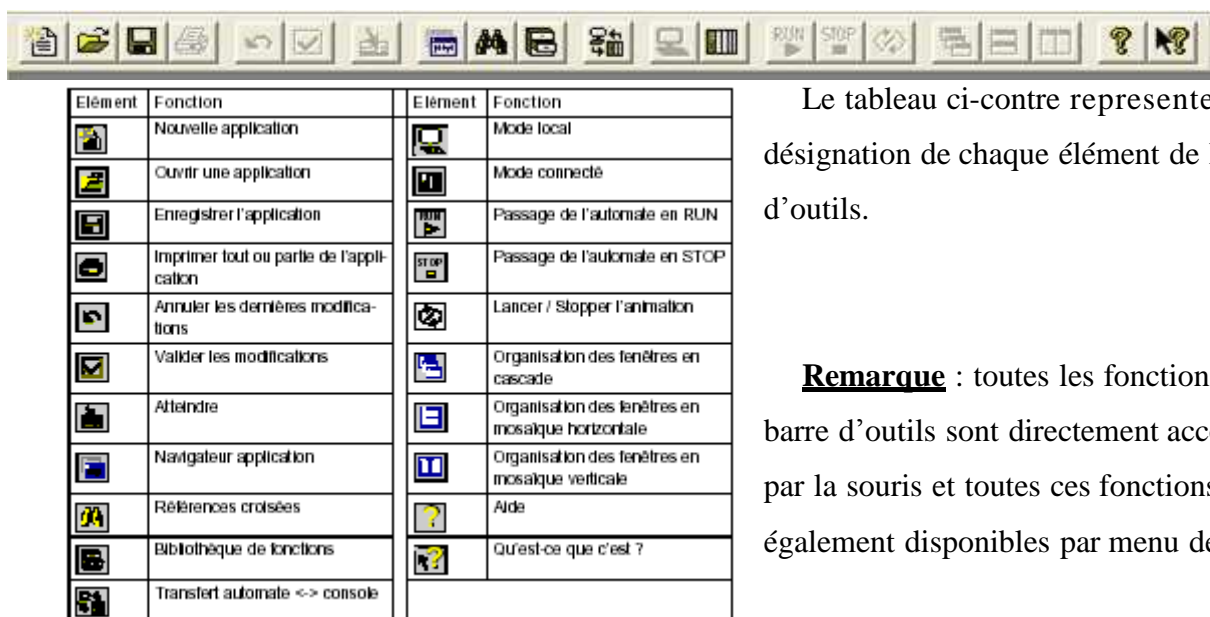 RUN STOP
Elément Fonction Elément Fonction
Nouvelle application Mode local
Ouvrir une application Mode connecté
Enregistrer l'application Passage de l'automate en RUN
Imprimer tout ou partie de l'appli-
cation
Passage de l'automate en STOP
Annuler les dernières modifica-
tions
Lancer / Stopper l'animation
Valider les modifications
Organisation des fenêtres en
cascade
Atteindre
Organisation des fenêtres en
mosaïque horizontale
Navigateur application
Organisation des fenêtres en
mosaïque verticale
Références croisées Aide
Bibliothèque de fonctions Qu'est-ce que c'est ?
Transfert automate <-> console
Le tableau ci-contre represente
désignation de chaque élément de
d'outils.
Remarque : toutes les fonction
barre d'outils sont directement acc
par la souris et toutes ces fonctions
également disponibles par menu de